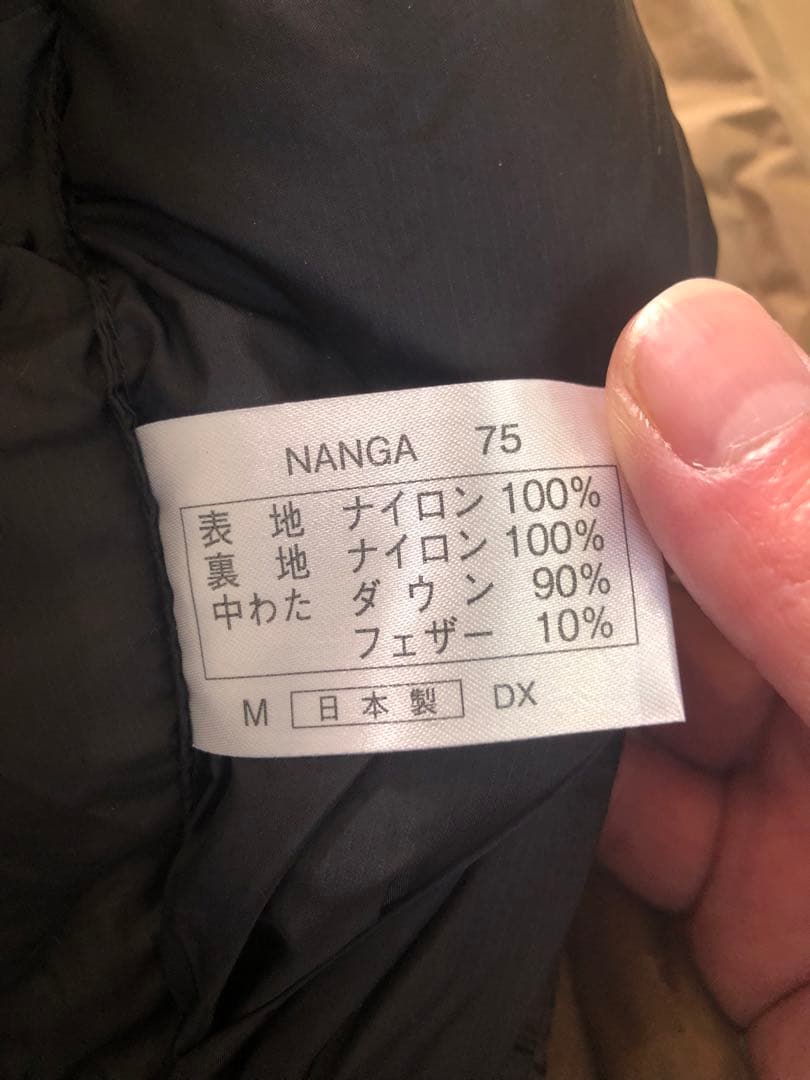 NANGA 75
表 地 ナイロン 100%
裏 地 ナイロン 100%
中わた ダウン 90%
フェザー 10%
M 日本製 DX